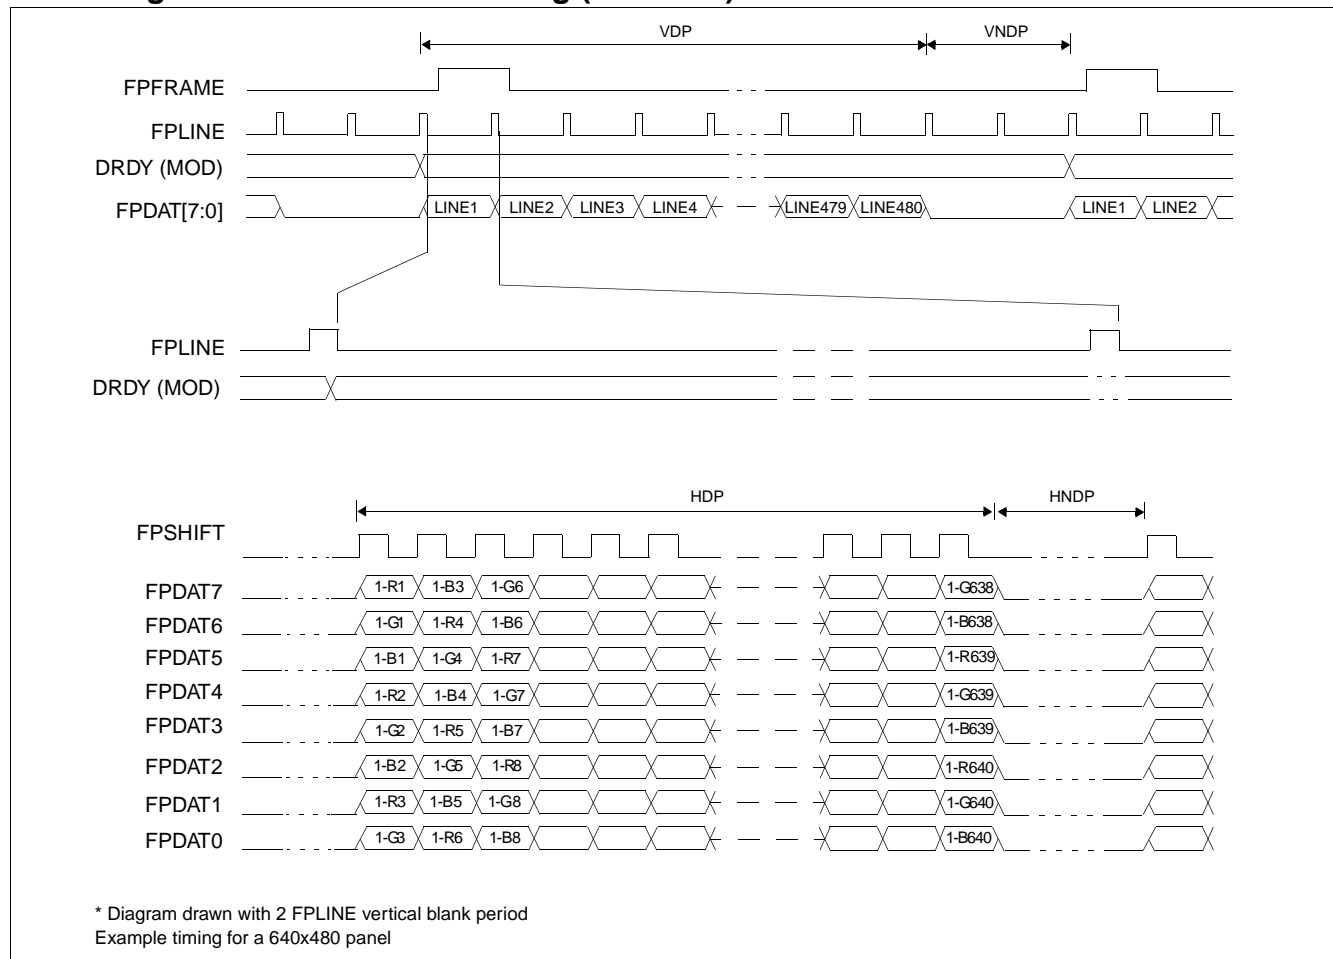 VDP VNDP
FPFRAME
FPLINE
DRDY (MOD)
FPDAT[7:0] LINE1 LINE2 LINE3 LINE4 LINE479 LINE480 LINE1 LINE2
FPLINE
DRDY (MOD)
HDP HNDP
FPSHIFT
FPDAT7 1-R1 1-B3 1-G6 1-G638
FPDAT6 1-G1 1-R4 1-B6 1-B638
FPDAT5 1-B1 1-G4 1-R7 1-R639
FPDAT4 1-R2 1-B4 1-G7 1-G639
FPDAT3 1-G2 1-R5 1-B7 1-B639
FPDAT2 1-B2 1-G5 1-R8 1-R640
FPDAT1 1-R3 1-B5 1-G8 1-G640
FPDAT0 1-G3 1-R6 1-B8 1-B640
* Diagram drawn with 2 FPLINE vertical blank period
Example timing for a 640x480 panel